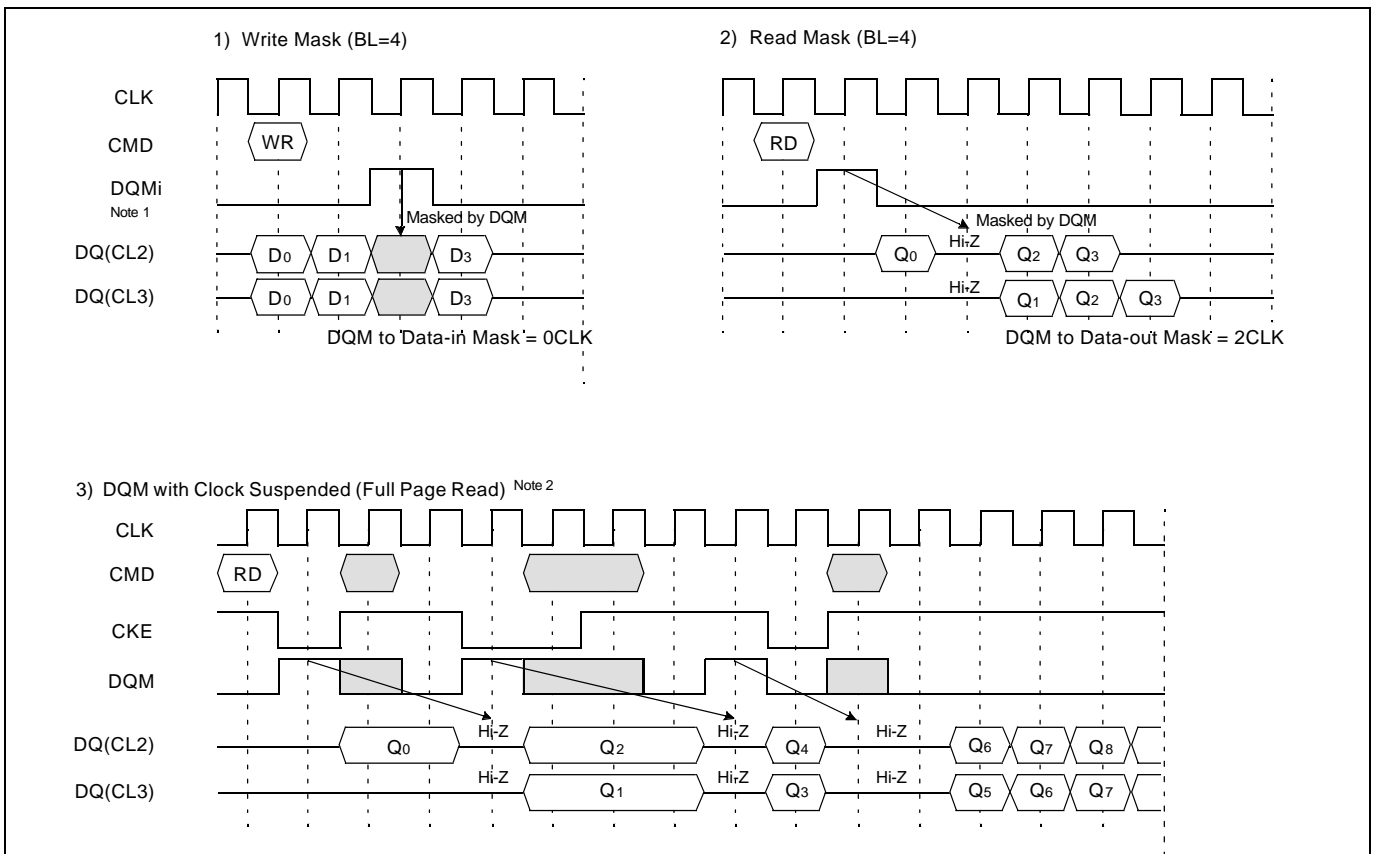 1) Write Mask (BL=4)
2) Read Mask (BL=4)
CLK
CMD
WR
RD
DQMi
Note 1
Masked by DQM
Masked by DQM
DQ(CL2)
D0 D1 D3
Q0 Hi-Z Q2 Q3
DQ(CL3)
D0 D1 D3
Hi-Z Q1 Q2 Q3
DQM to Data-in Mask = 0CLK
DQM to Data-out Mask = 2CLK
3) DQM with Clock Suspended (Full Page Read) Note 2
CLK
CMD
RD
CKE
DQM
DQ(CL2)
Q0 Hi-Z Q2 Hi-Z Q4 Hi-Z Q6 Q7 Q8
DQ(CL3)
Hi-Z Q1 Hi-Z Q3 Hi-Z Q5 Q6 Q7